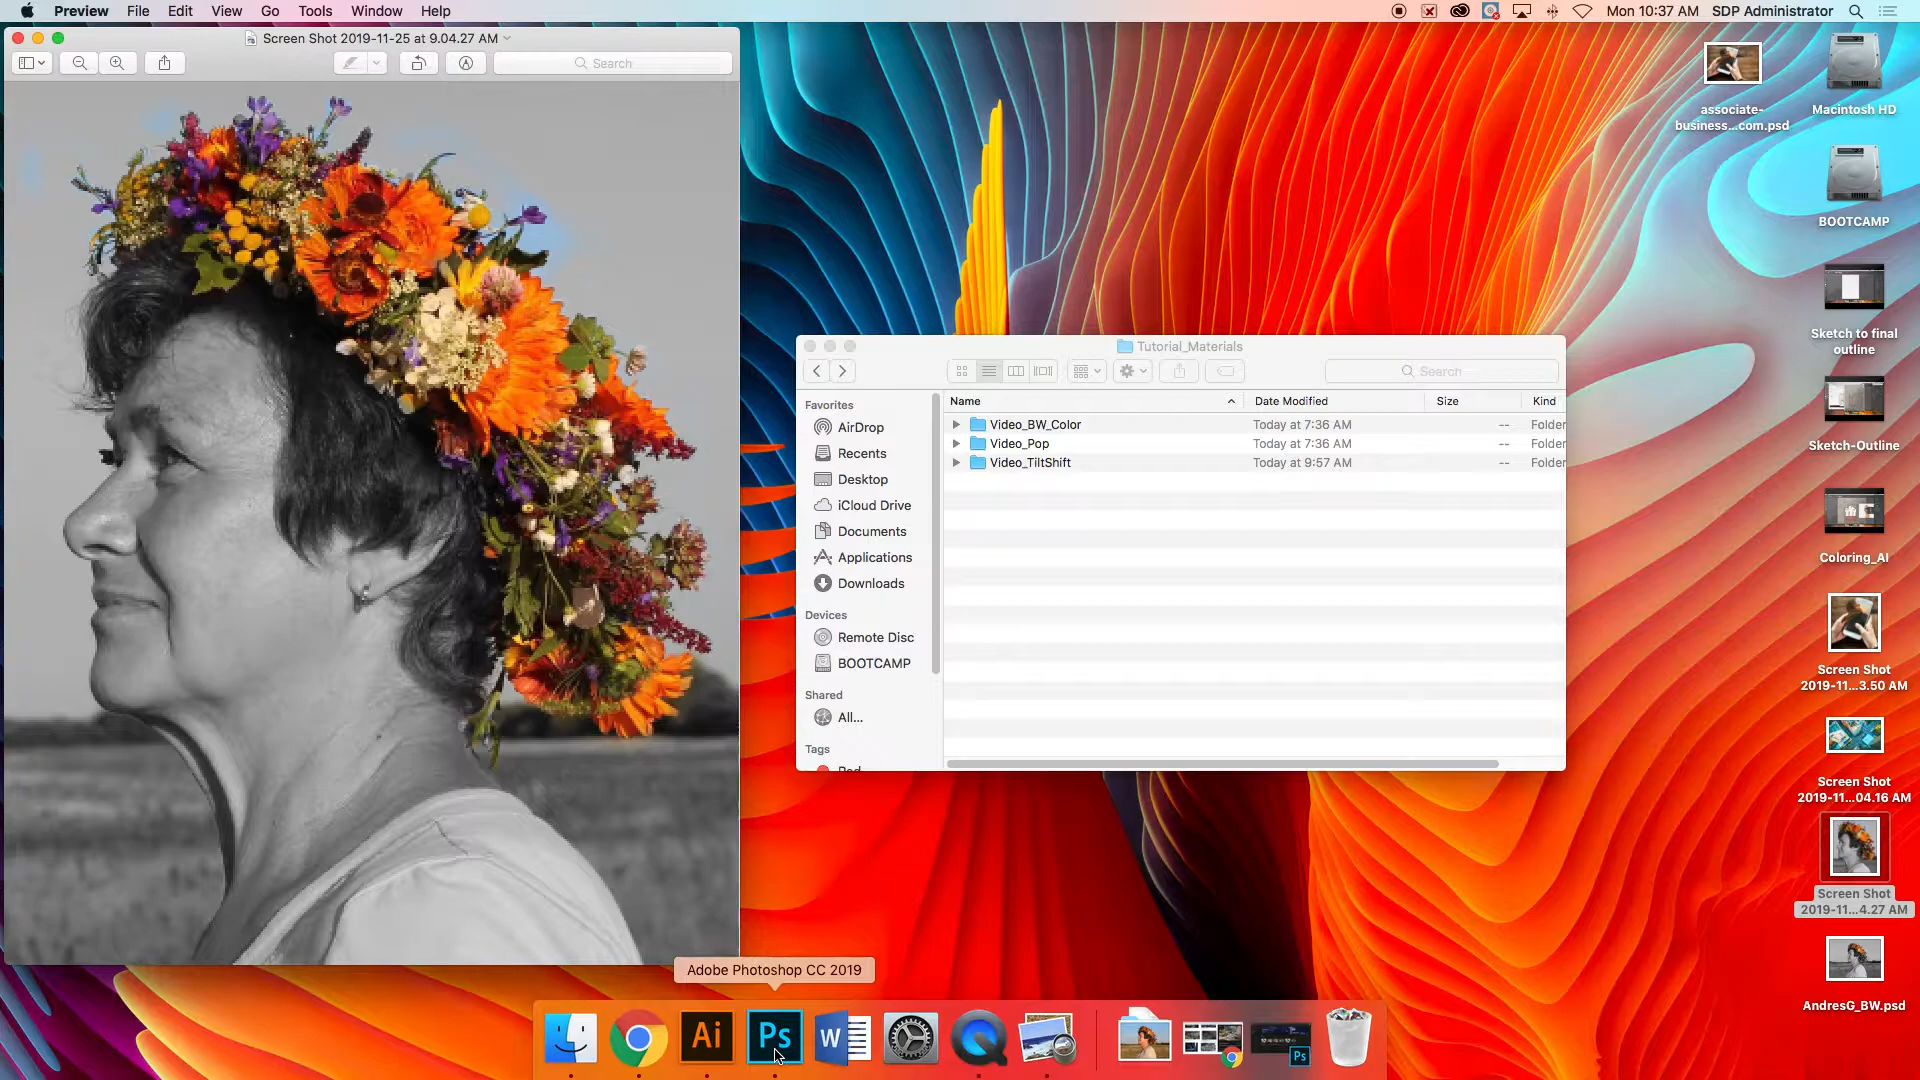 Preview File Edit View Go Tools Window Help
Mon 10:37 AM SDP Administrator
Screen Shot 2019-11-25 at 9.04.27 AM
Search
Tutorial_Materials
Search
Favorites
AirDrop
Recents
Desktop
iCloud Drive
Documents
Applications
Downloads
Devices
Remote Disc
BOOTCAMP
Shared
All...
Tags
Name Date Modified Size Kind
Video_BW_Color Today at 7:36 AM -- Folder
Video_Pop Today at 7:36 AM -- Folder
Video_TiltShift Today at 9:57 AM -- Folder
associate-
business...com.psd
Macintosh HD
BOOTCAMP
Sketch to final
outline
Sketch-Outline
Coloring_AI
Screen Shot
2019-11...3.50 AM
Screen Shot
2019-11...04.16 AM
Screen Shot
2019-11...4.27 AM
AndresG_BW.psd
Adobe Photoshop CC 2019
Ai
Ps
W
Ps